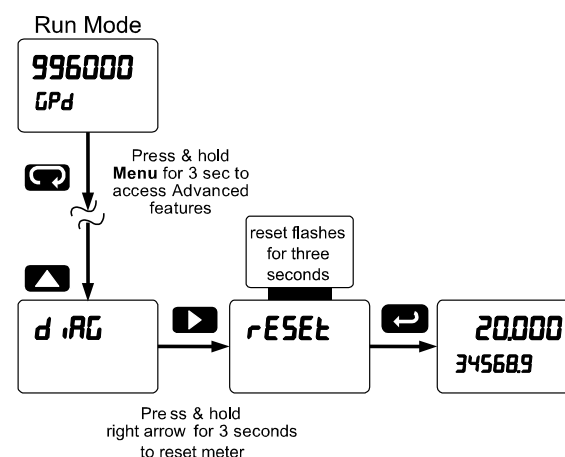 Run Mode
996000
GPd
Press & hold
Menu for 3 sec to
access Advanced
features
reset flashes
for three
seconds
d iAG
rESEt
20.000
34568.9
Press & hold
right arrow for 3 seconds
to reset meter